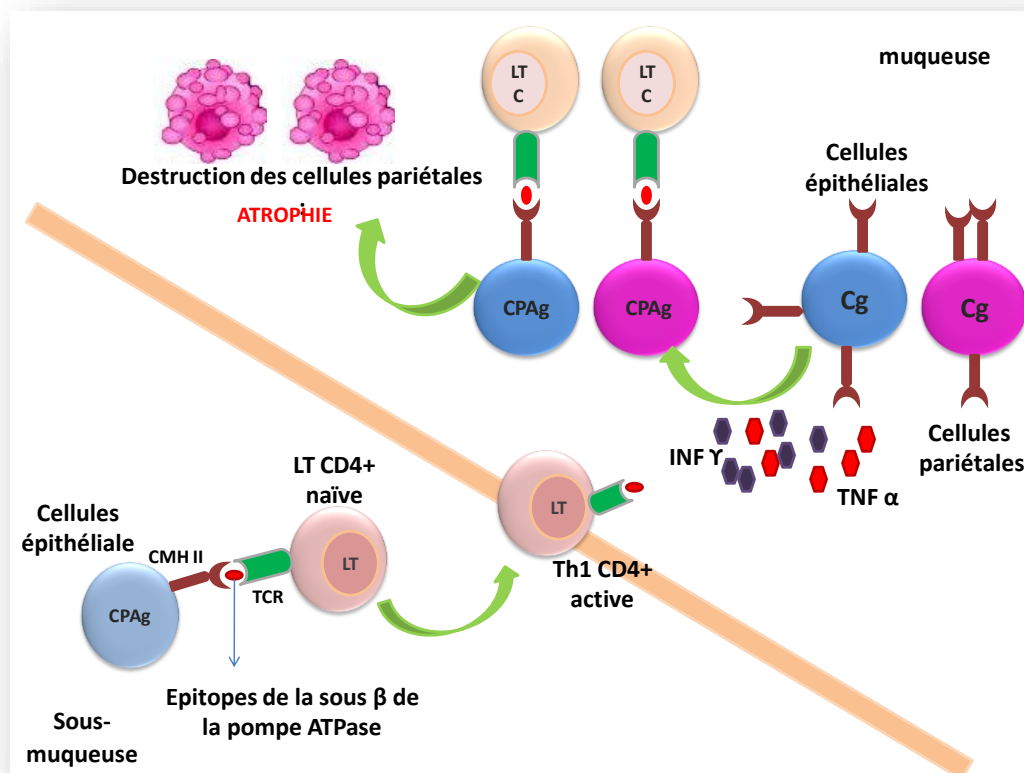 muqueuse
LT
C
LT
C
Destruction des cellules pariétales
:
ATROPHIE
Cellules
épithéliales
CPAg
CPAg
Cg
Cg
Cellules
pariétales
INF ϒ
TNF α
LT CD4+
naïve
LT
Th1 CD4+
active
Cellules
épithéliale
CMH II
TCR
LT
CPAg
Epitopes de la sous β de
la pompe ATPase
Sous-
muqueuse